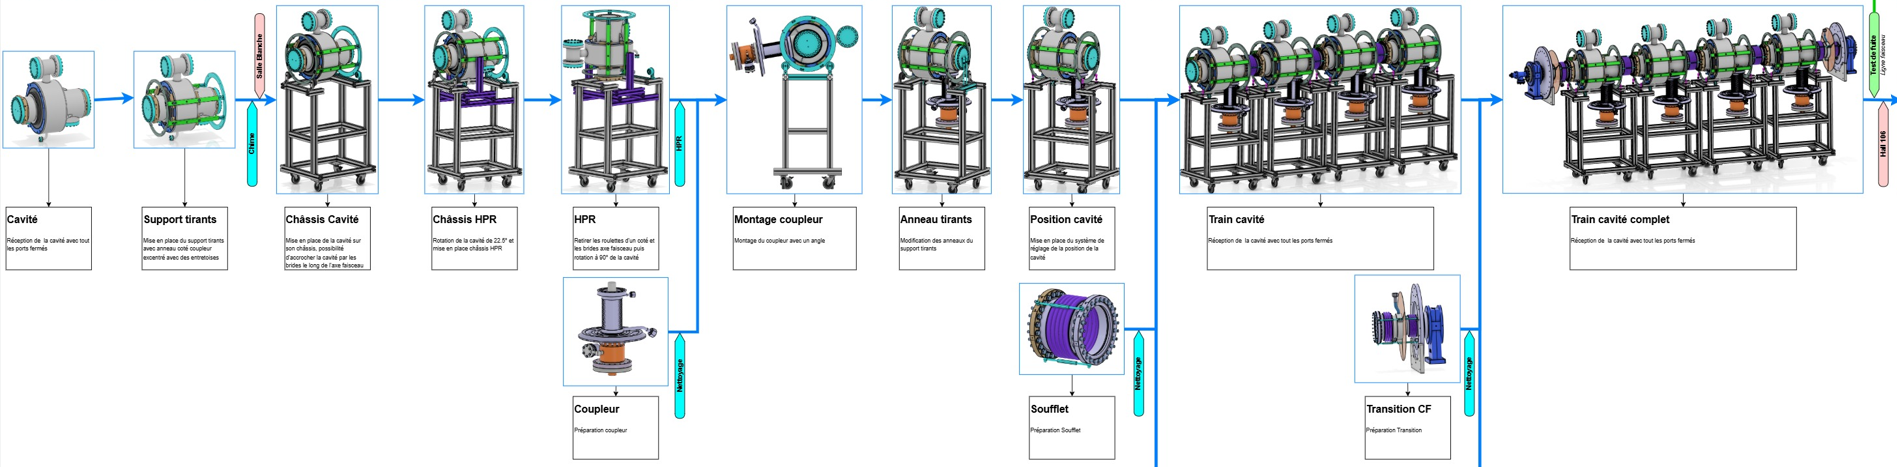 Salle Blanche
Chimie
HPR
Test de fuite
Ligne faisceau
Hall 106
Cavité
Réception de la cavité avec tout
les ports fermés
Support tirants
Mise en place du support tirants
avec anneau coté coupleur
excentré avec des entretoises
Châssis Cavité
Mise en place de la cavité sur
son châssis, possibilité
d'accrocher la cavité par les
brides le long de l'axe faisceau
Châssis HPR
Rotation de la cavité de 22.5° et
mise en place châssis HPR
HPR
Retirer les roulettes d'un coté et
les brides axe faisceau puis
rotation à 90° de la cavité
Montage coupleur
Montage du coupleur avec un angle
Anneau tirants
Modification des anneaux du
support tirants
Position cavité
Mise en place du système de
réglage de la position de la
cavité
Train cavité
Réception de la cavité avec tout les ports fermés
Train cavité complet
Réception de la cavité avec tout les ports fermés
Nettoyage
Nettoyage
Nettoyage
Coupleur
Préparation coupleur
Soufflet
Préparation Soufflet
Transition CF
Préparation Transition